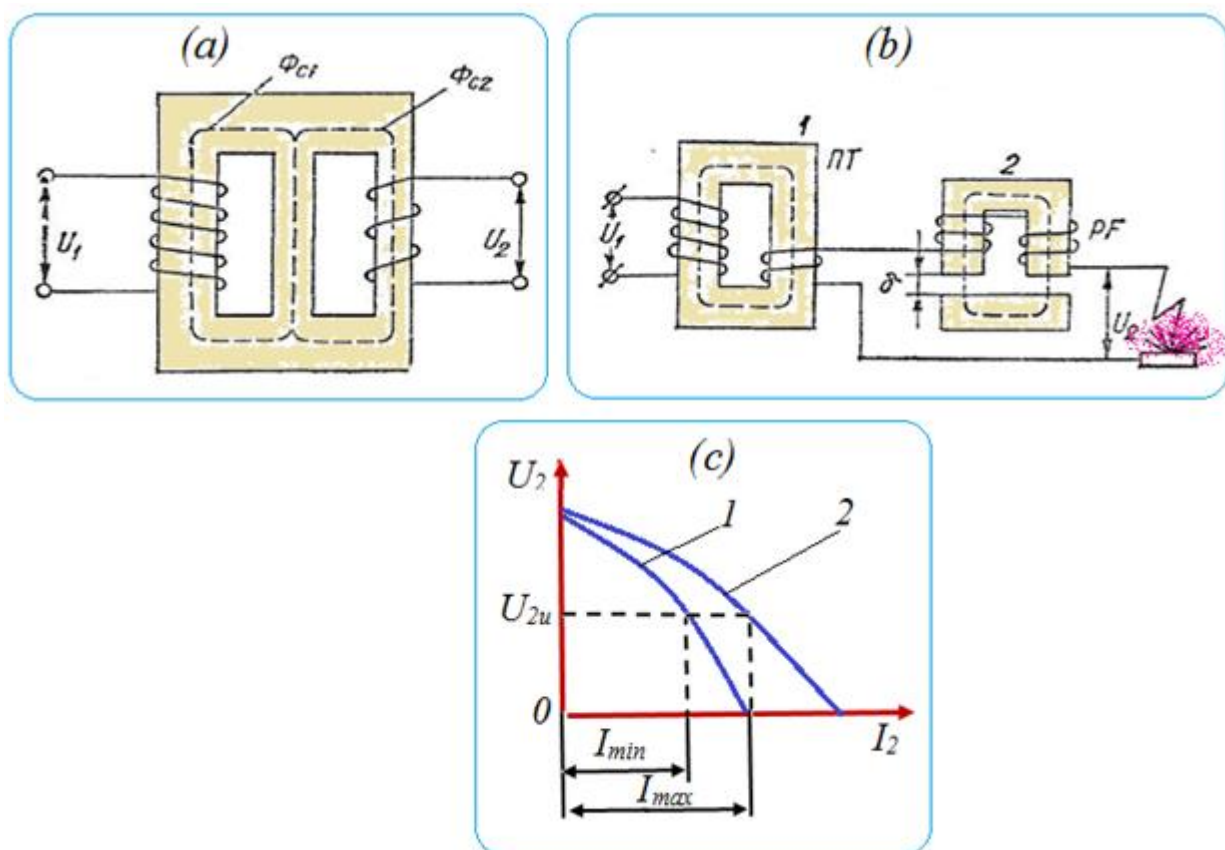 (a)
Φc1
Φc2
U1
U2
(b)
1
ПТ
2
U1
PF
δ
U2
(c)
U2
1
2
U2u
0
I2
Imin
Imax